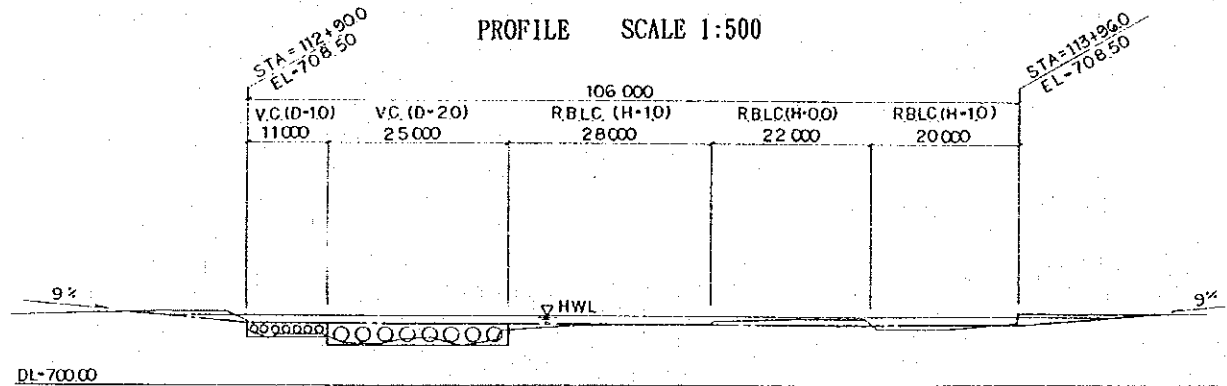 PROFILE SCALE 1:500
STA=112+90.0
EL=708.50
STA=113+96.0
EL=708.50
106 000
V.C.(D=1.0) V.C.(D=2.0) R.B.L.C. (H=1.0) R.B.L.C.(H=0.0) R.B.L.C.(H=1.0)
11 000 25 000 28 000 22 000 20 000
9% HWL 9%
DL=700.00